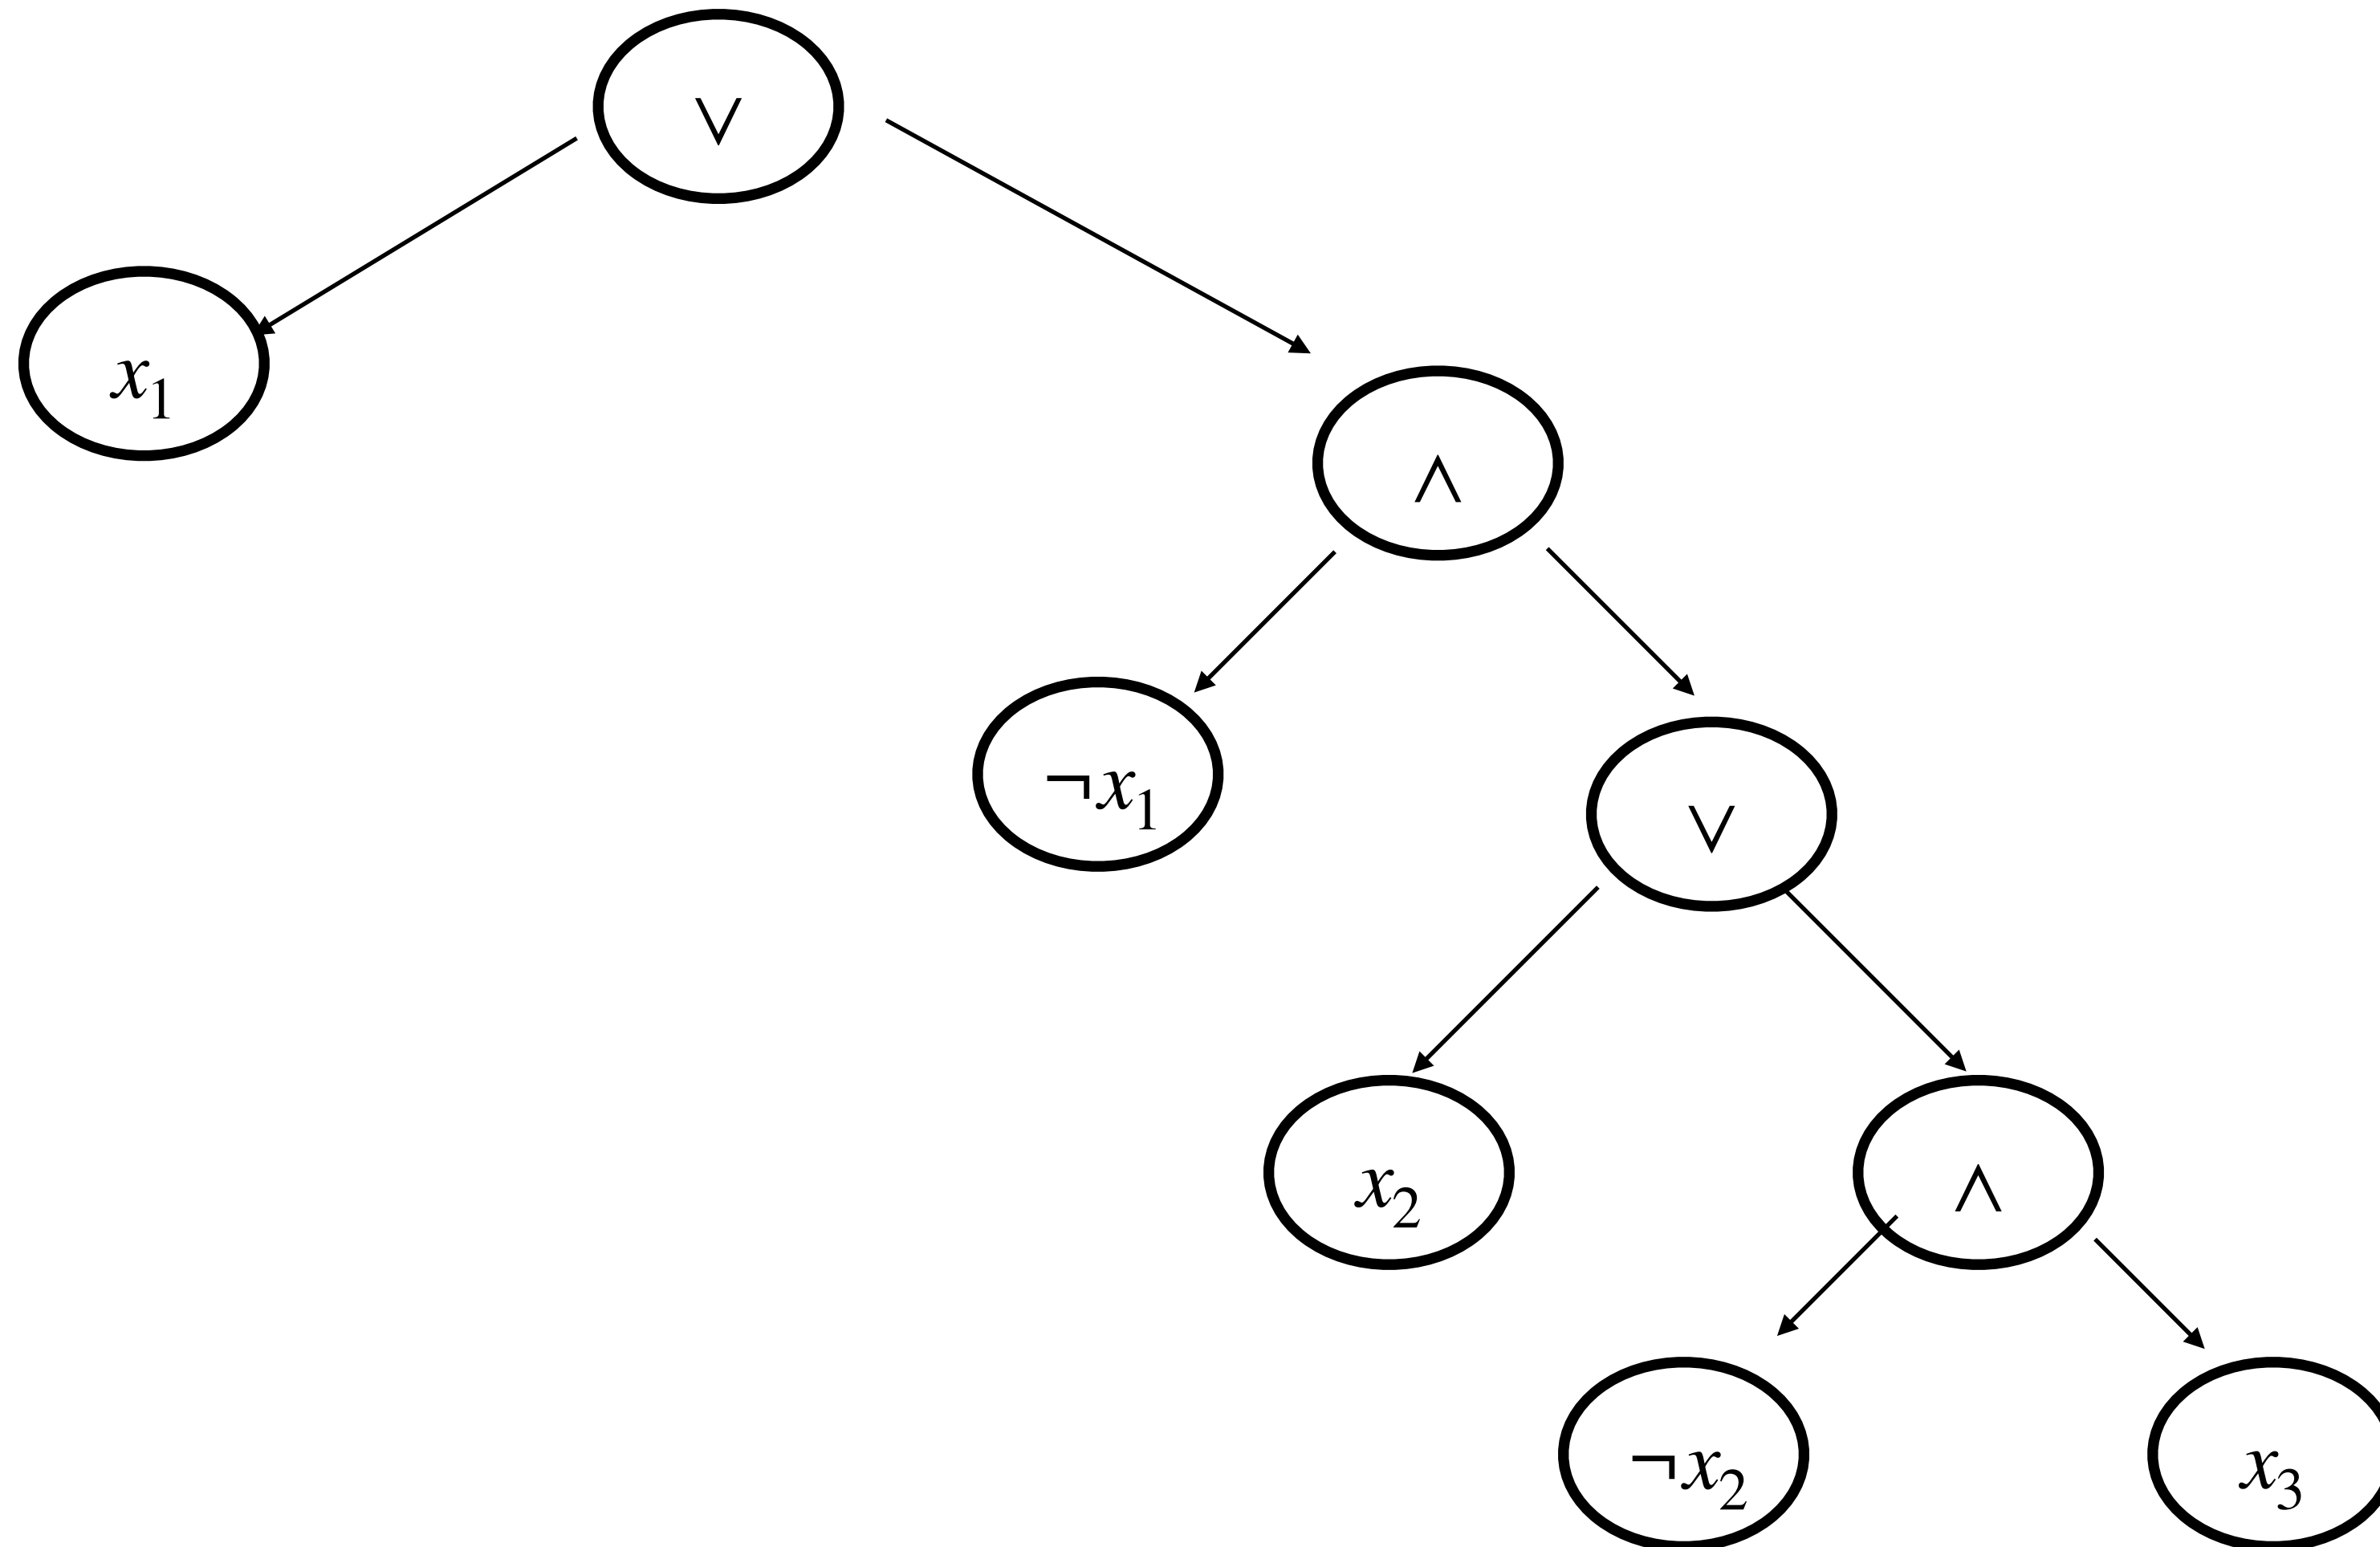 ∨
x₁
∧
¬x₁
∨
x₂
∧
¬x₂
x₃